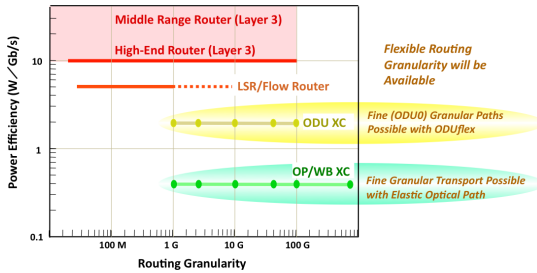 Middle Range Router (Layer 3)
High-End Router (Layer 3)
Flexible Routing
Granularity will be
Available
10
LSR/Flow Router
ODU XC
Fine (ODU0) Granular Paths
Possible with ODUflex
1
OP/WB XC
Fine Granular Transport Possible
with Elastic Optical Path
0.1
Power Efficiency (W／Gb/s)
100 M
1 G
10 G
100 G
Routing Granularity